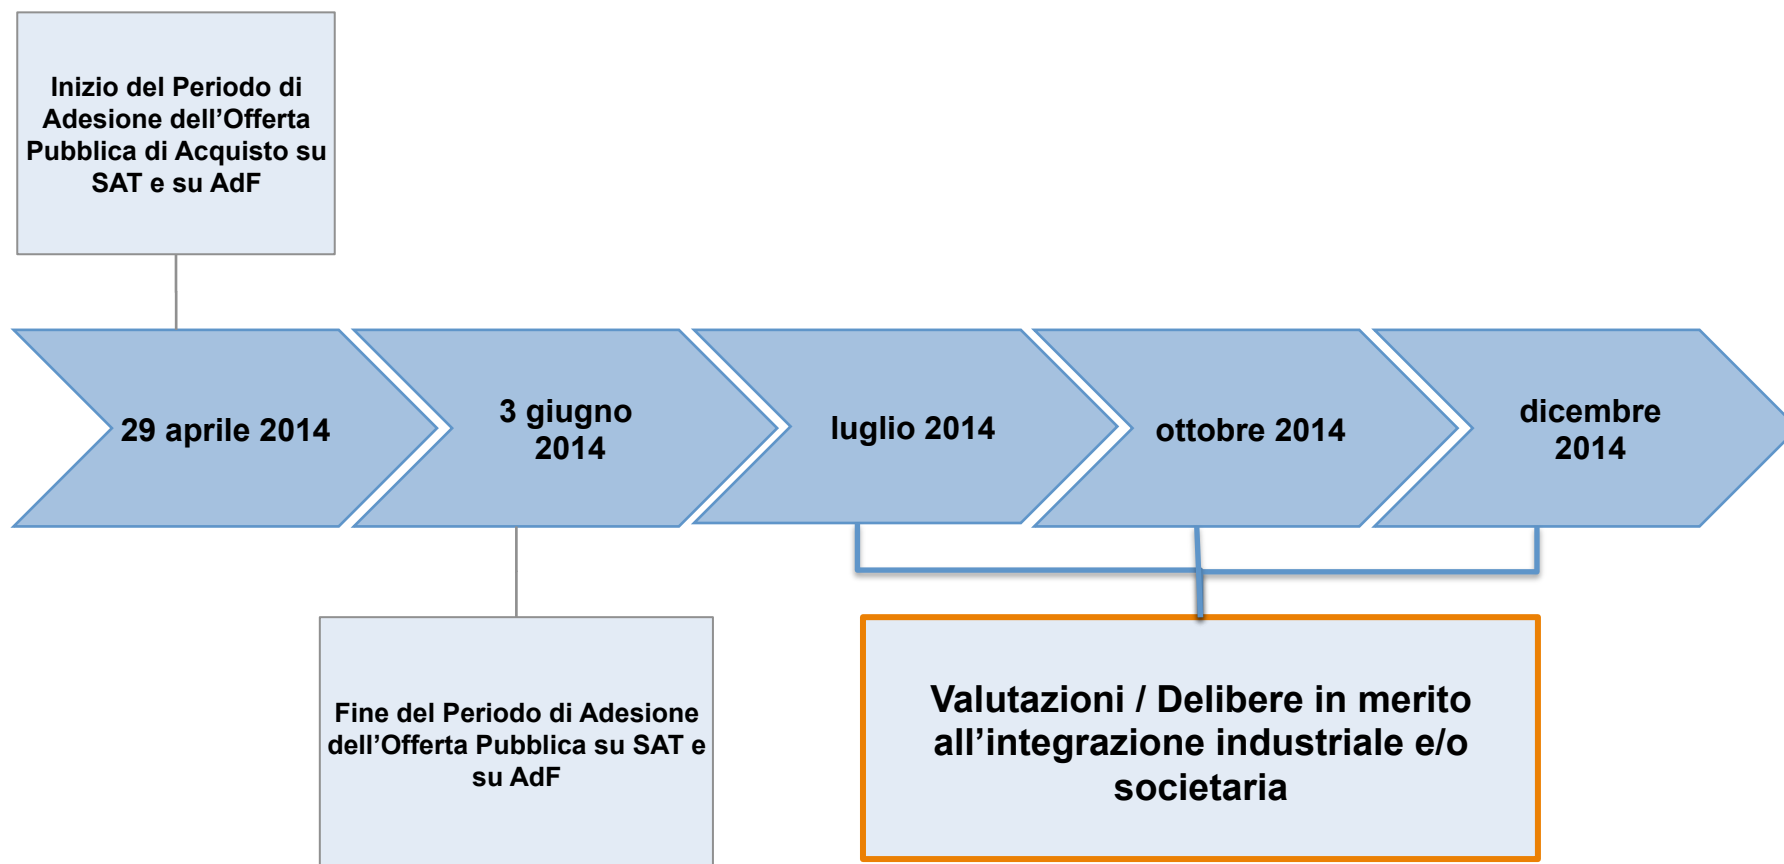 Inizio del Periodo di
Adesione dell’Offerta
Pubblica di Acquisto su
SAT e su AdF
29 aprile 2014
3 giugno
2014
luglio 2014
ottobre 2014
dicembre
2014
Fine del Periodo di Adesione
dell’Offerta Pubblica su SAT e
su AdF
Valutazioni / Delibere in merito
all’integrazione industriale e/o
societaria